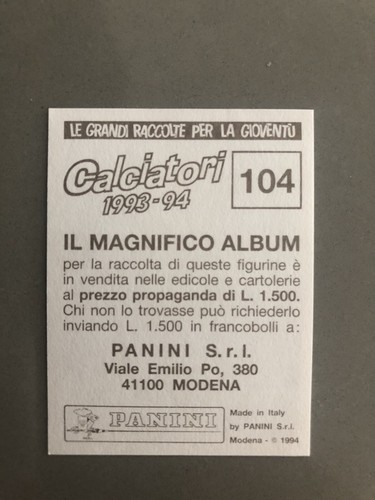 LE GRANDI RACCOLTE PER LA GIOVENTÙ
Calciatori
1993-94
104
IL MAGNIFICO ALBUM
per la raccolta di queste figurine è
in vendita nelle edicole e cartolerie
al prezzo propaganda di L. 1.500.
Chi non lo trovasse può richiederlo
inviando L. 1.500 in francobolli a:
PANINI S.r.l.
Viale Emilio Po, 380
41100 MODENA
PANINI
Made in Italy
by PANINI S.r.l.
Modena - © 1994